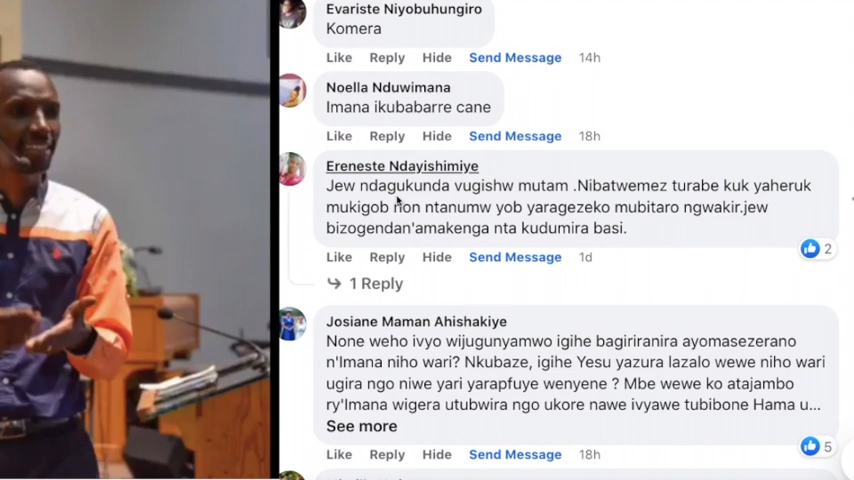 Evariste Niyobuhungiro
Komera
Like Reply Hide Send Message 14h
Noella Nduwimana
Imana ikubabarre cane
Like Reply Hide Send Message 18h
Ereneste Ndayishimiye
Jew ndagukunda vugishw mutam .Nibatwemez turabe kuk yaheruk
mukigob non ntanumw yob yaragezeko mubitaro ngwakir.jew
bizogendan'amakenga nta kudumira basi.
2
Like Reply Hide Send Message 1d
1 Reply
Josiane Maman Ahishakiye
None weho ivyo wijugunyamwo igihe bagiriranira ayomasezerano
n'Imana niho wari? Nkubaze, igihe Yesu yazura lazalo wewe niho wari
ugira ngo niwe yari yarapfuye wenyene ? Mbe wewe ko atajambo
ry'Imana wigera utubwira ngo ukore nawe ivyawe tubibone Hama u...
See more
5
Like Reply Hide Send Message 18h